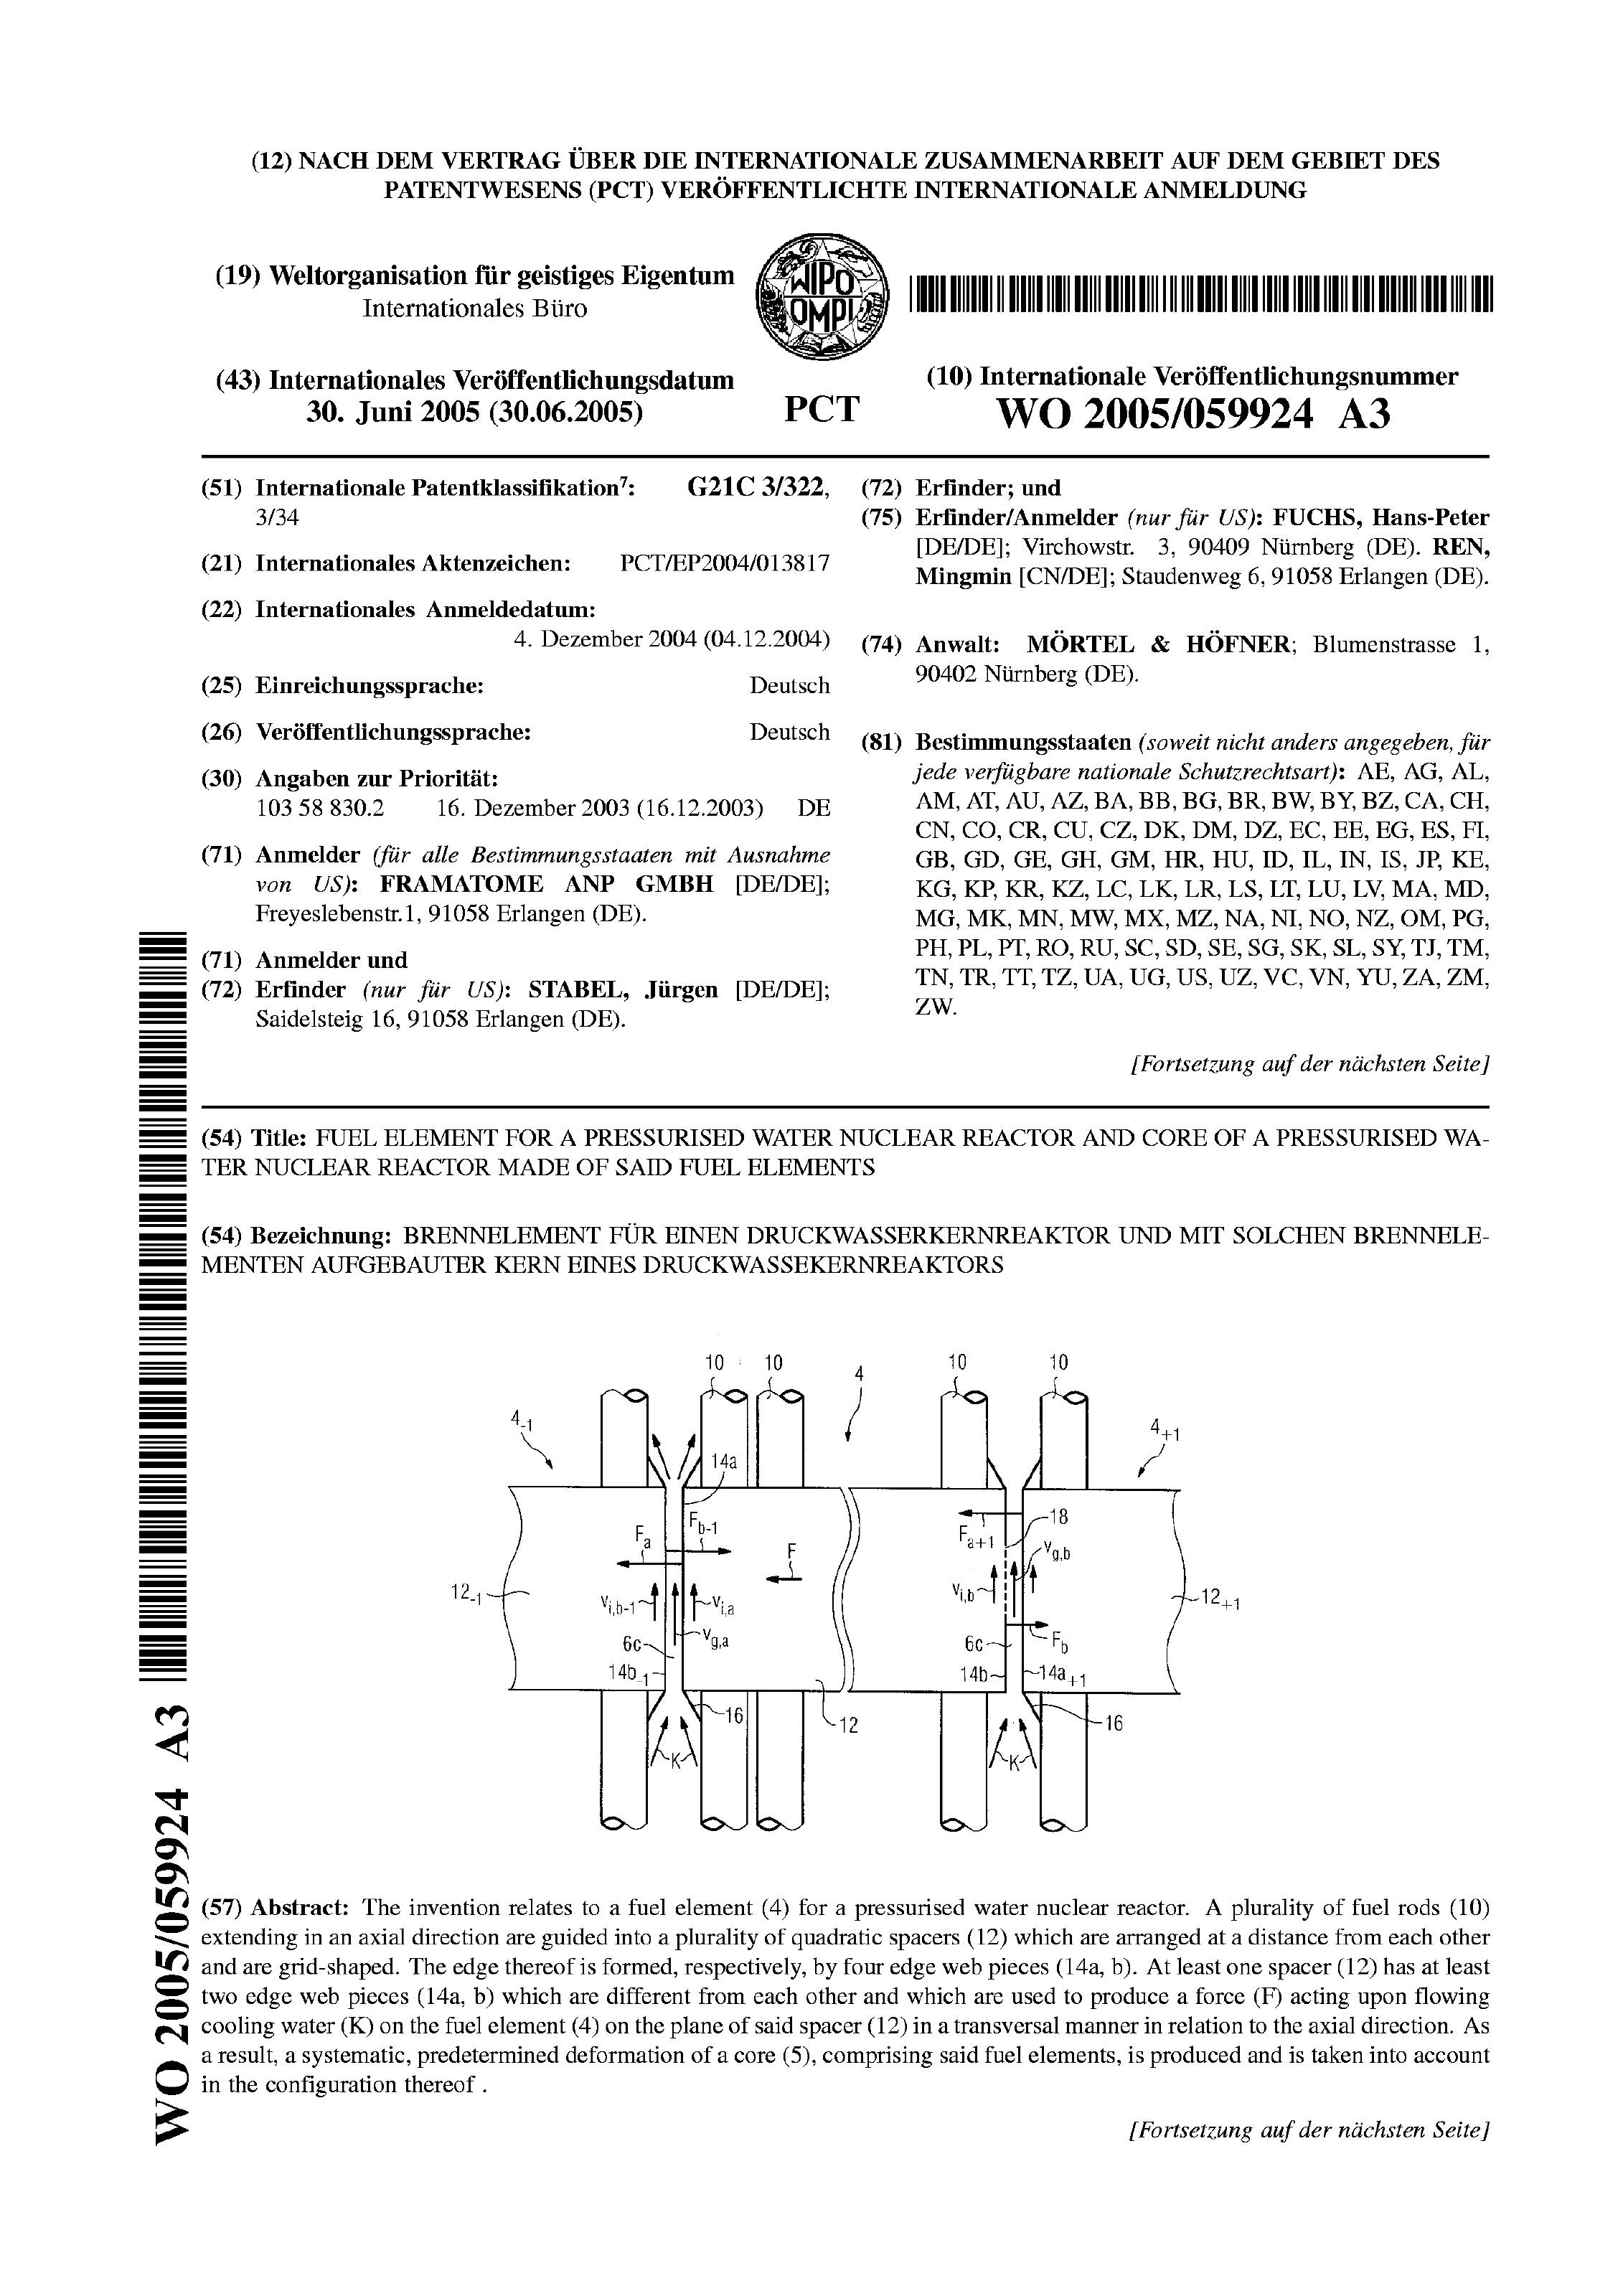 (12) NACH DEM VERTRAG ÜBER DIE INTERNATIONALE ZUSAMMENARBEIT AUF DEM GEBIET DES
PATENTWESENS (PCT) VERÖFFENTLICHTE INTERNATIONALE ANMELDUNG
(19) Weltorganisation für geistiges Eigentum
Internationales Büro
WIPO
OMPI
(43) Internationales Veröffentlichungsdatum
30. Juni 2005 (30.06.2005)
PCT
(10) Internationale Veröffentlichungsnummer
WO 2005/059924 A3
(51) Internationale Patentklassifikation⁷: G21C 3/322,
3/34
(21) Internationales Aktenzeichen: PCT/EP2004/013817
(22) Internationales Anmeldedatum:
4. Dezember 2004 (04.12.2004)
(25) Einreichungssprache: Deutsch
(26) Veröffentlichungssprache: Deutsch
(30) Angaben zur Priorität:
103 58 830.2 16. Dezember 2003 (16.12.2003) DE
(71) Anmelder (für alle Bestimmungsstaaten mit Ausnahme
von US): FRAMATOME ANP GMBH [DE/DE];
Freyeslebenstr.1, 91058 Erlangen (DE).
(71) Anmelder und
(72) Erfinder (nur für US): STABEL, Jürgen [DE/DE];
Saidelsteig 16, 91058 Erlangen (DE).
(72) Erfinder; und
(75) Erfinder/Anmelder (nur für US): FUCHS, Hans-Peter
[DE/DE]; Virchowstr. 3, 90409 Nürnberg (DE). REN,
Mingmin [CN/DE]; Staudenweg 6, 91058 Erlangen (DE).
(74) Anwalt: MÖRTEL & HÖFNER; Blumenstrasse 1,
90402 Nürnberg (DE).
(81) Bestimmungsstaaten (soweit nicht anders angegeben, für
jede verfügbare nationale Schutzrechtsart): AE, AG, AL,
AM, AT, AU, AZ, BA, BB, BG, BR, BW, BY, BZ, CA, CH,
CN, CO, CR, CU, CZ, DK, DM, DZ, EC, EE, EG, ES, FI,
GB, GD, GE, GH, GM, HR, HU, ID, IL, IN, IS, JP, KE,
KG, KP, KR, KZ, LC, LK, LR, LS, LT, LU, LV, MA, MD,
MG, MK, MN, MW, MX, MZ, NA, NI, NO, NZ, OM, PG,
PH, PL, PT, RO, RU, SC, SD, SE, SG, SK, SL, SY, TJ, TM,
TN, TR, TT, TZ, UA, UG, US, UZ, VC, VN, YU, ZA, ZM,
ZW.
[Fortsetzung auf der nächsten Seite]
(54) Title: FUEL ELEMENT FOR A PRESSURISED WATER NUCLEAR REACTOR AND CORE OF A PRESSURISED WA-
TER NUCLEAR REACTOR MADE OF SAID FUEL ELEMENTS
(54) Bezeichnung: BRENNELEMENT FÜR EINEN DRUCKWASSERKERNREAKTOR UND MIT SOLCHEN BRENNELE-
MENTEN AUFGEBAUTER KERN EINES DRUCKWASSEKERNREAKTORS
10 10 4 10 10
4-1 4+1
14a
Fa Fb-1 F Fa+1 18
vg,b
12-1 vi,b-1 vi,a vi,b 12+1
6c vg,a 6c Fb
14b-1 14b 14a+1
16 12 16
K K
(57) Abstract: The invention relates to a fuel element (4) for a pressurised water nuclear reactor. A plurality of fuel rods (10)
extending in an axial direction are guided into a plurality of quadratic spacers (12) which are arranged at a distance from each other
and are grid-shaped. The edge thereof is formed, respectively, by four edge web pieces (14a, b). At least one spacer (12) has at least
two edge web pieces (14a, b) which are different from each other and which are used to produce a force (F) acting upon flowing
cooling water (K) on the fuel element (4) on the plane of said spacer (12) in a transversal manner in relation to the axial direction. As
a result, a systematic, predetermined deformation of a core (5), comprising said fuel elements, is produced and is taken into account
in the configuration thereof .
[Fortsetzung auf der nächsten Seite]
WO 2005/059924 A3